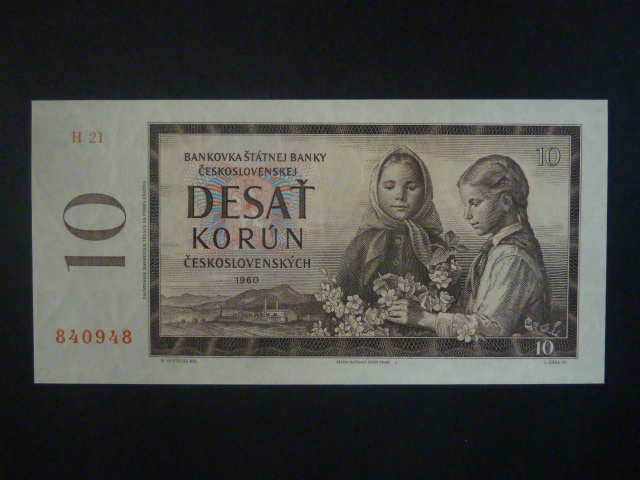 H 21
10
840948
BANKOVKA ŠTÁTNEJ BANKY
ČESKOSLOVENSKEJ
DESAŤ
KORÚN
ČESKOSLOVENSKÝCH
1960
10
10